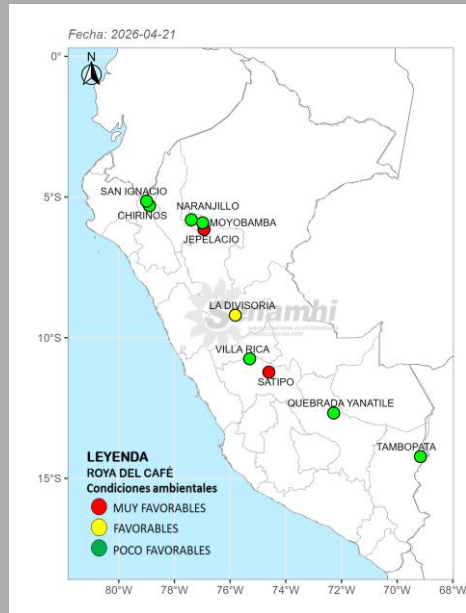 Fecha: 2026-04-21
N
0°
5°S
10°S
15°S
SAN IGNACIO
CHIRINOS
NARANJILLO
MOYOBAMBA
JEPELACIO
LA DIVISORIA
Senamhi
VILLA RICA
SATIPO
QUEBRADA YANATILE
TAMBOPATA
LEYENDA
ROYA DEL CAFÉ
Condiciones ambientales
MUY FAVORABLES
FAVORABLES
POCO FAVORABLES
80°W 78°W 76°W 74°W 72°W 70°W 68°W